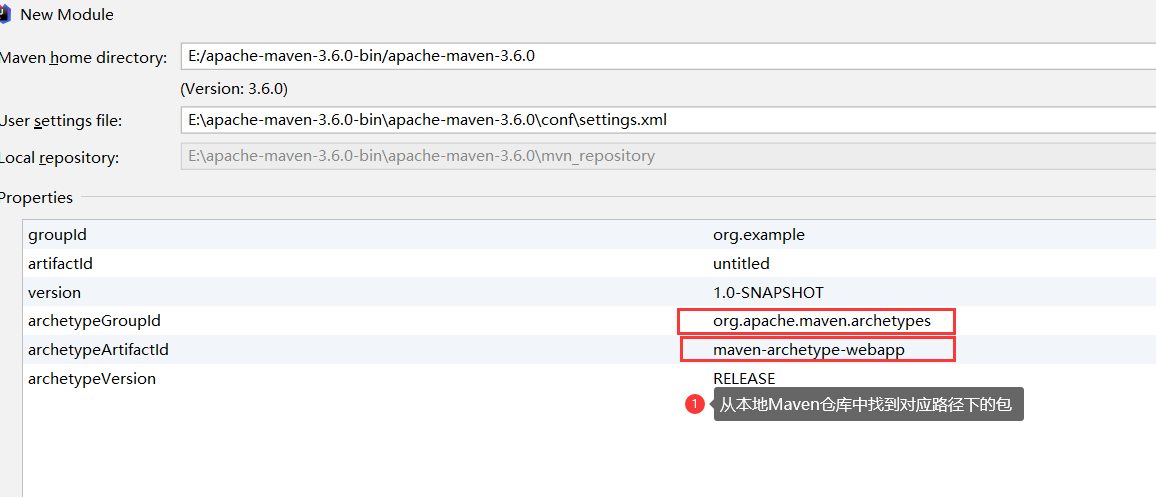 New Module
Maven home directory: E:/apache-maven-3.6.0-bin/apache-maven-3.6.0
(Version: 3.6.0)
User settings file: E:\apache-maven-3.6.0-bin\apache-maven-3.6.0\conf\settings.xml
Local repository: E:\apache-maven-3.6.0-bin\apache-maven-3.6.0\mvn_repository
Properties
groupId org.example
artifactId untitled
version 1.0-SNAPSHOT
archetypeGroupId org.apache.maven.archetypes
archetypeArtifactId maven-archetype-webapp
archetypeVersion RELEASE
1 从本地Maven仓库中找到对应路径下的包